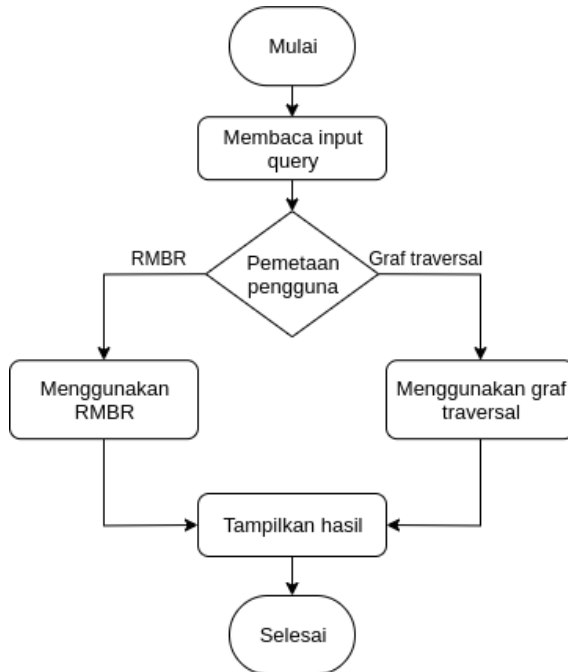 Mulai
Membaca input
query
RMBR
Pemetaan
pengguna
Graf traversal
Menggunakan
RMBR
Menggunakan graf
traversal
Tampilkan hasil
Selesai